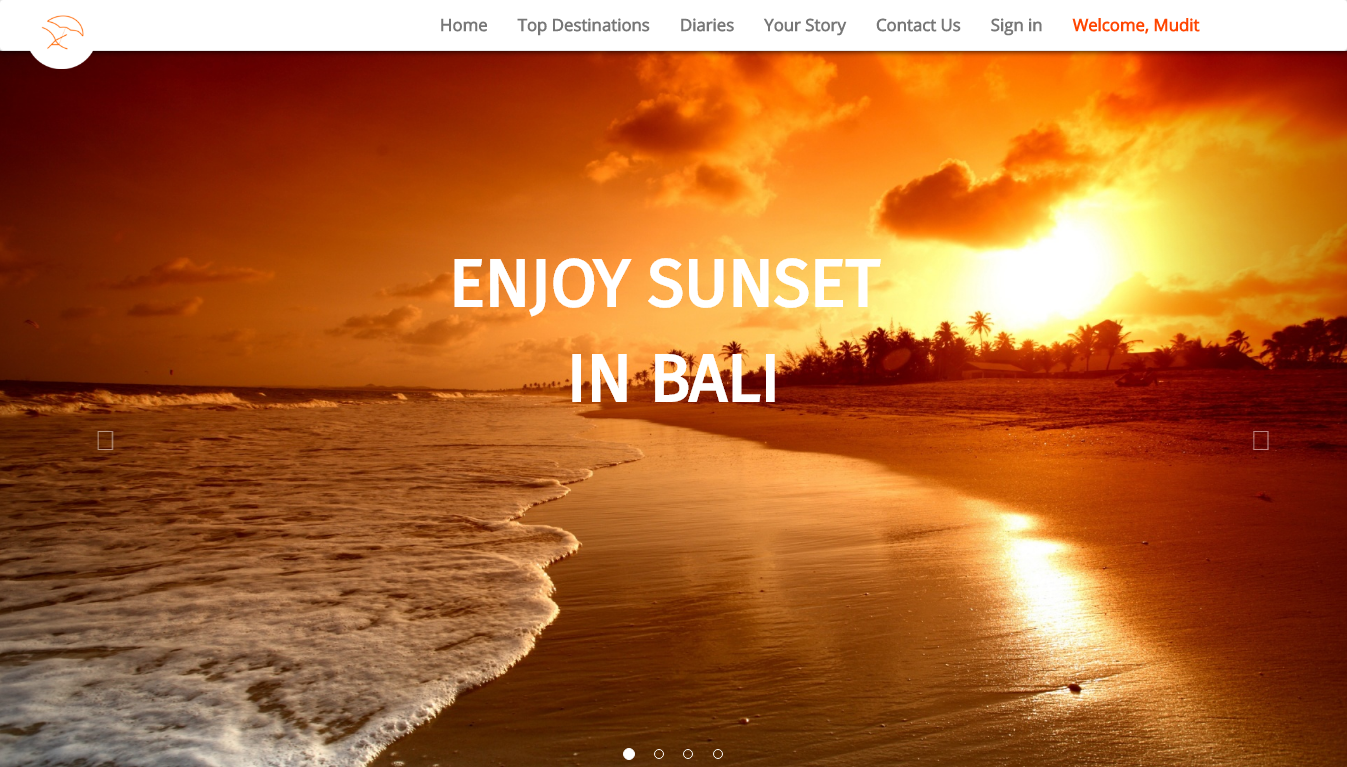 Home Top Destinations Diaries Your Story Contact Us Sign in Welcome, Mudit
ENJOY SUNSET
IN BALI